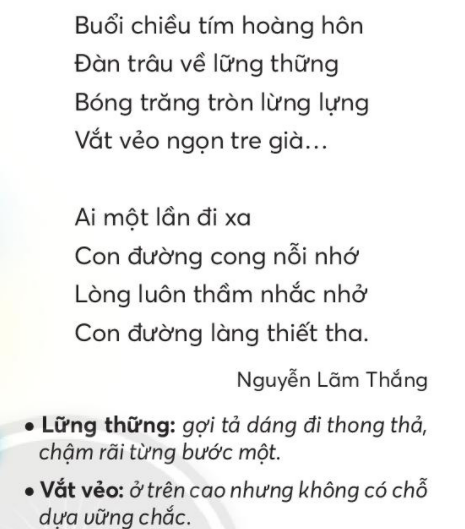 Buổi chiều tím hoàng hôn
Đàn trâu về lững thững
Bóng trăng tròn lừng lựng
Vắt vẻo ngọn tre già...
Ai một lần đi xa
Con đường cong nỗi nhớ
Lòng luôn thầm nhắc nhở
Con đường làng thiết tha.
Nguyễn Lãm Thắng
• Lững thững: gợi tả dáng đi thong thả,
chậm rãi từng bước một.
• Vắt vẻo: ở trên cao nhưng không có chỗ
dựa vững chắc.